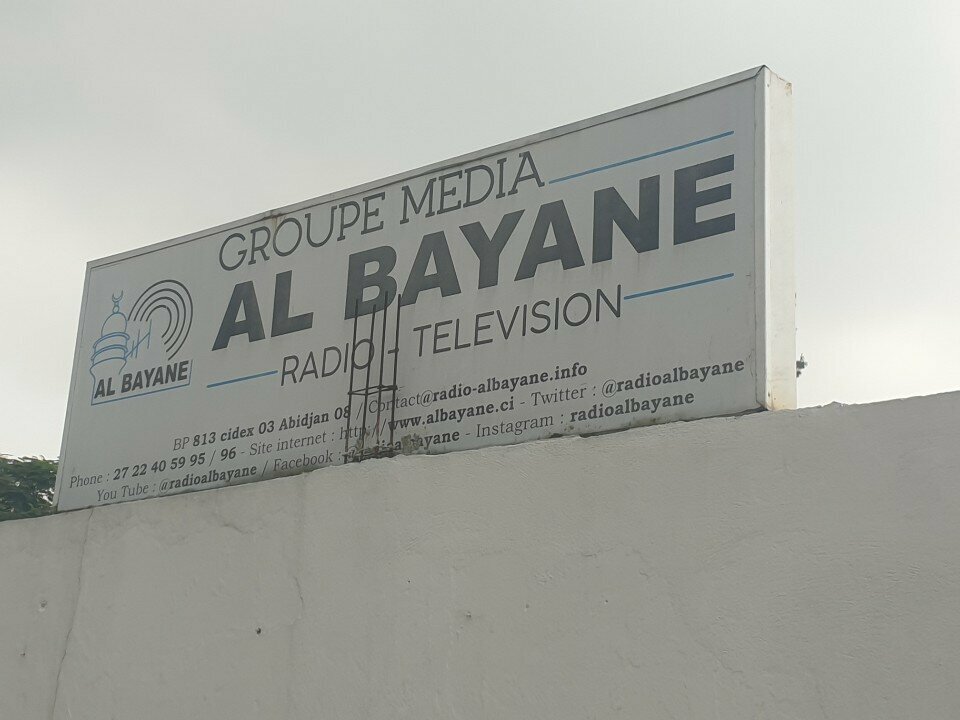 GROUPE MEDIA
AL BAYANE
AL BAYANE
RADIO - TELEVISION
BP 813 cidex 03 Abidjan 08 / Contact@radio-albayane.info
Phone : 27 22 40 59 95 / 96 - Site internet : http://www.albayane.ci - Twitter : @radioalbayane
You Tube : @radioalbayane / Facebook : - Instagram : radioalbayane